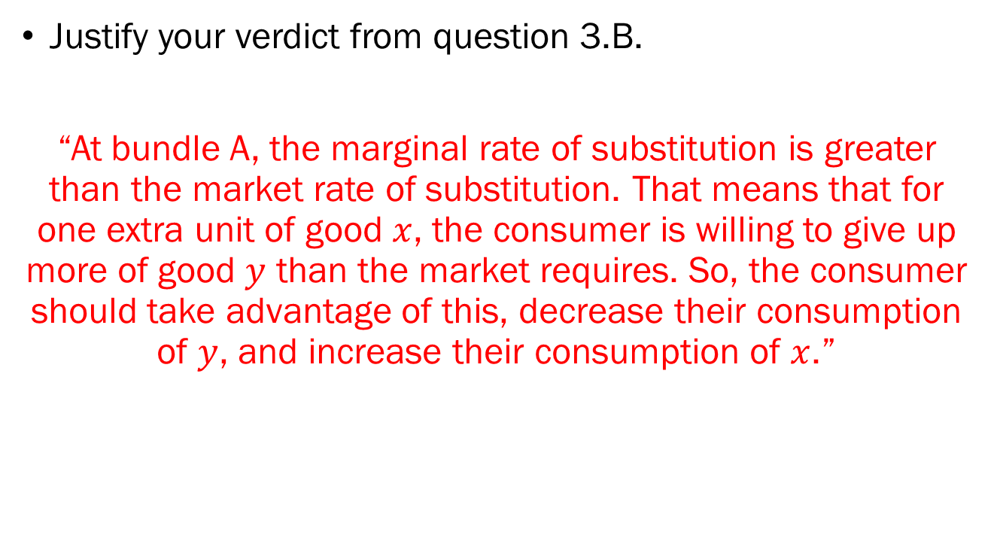 • Justify your verdict from question 3.B.
“At bundle A, the marginal rate of substitution is greater
than the market rate of substitution. That means that for
one extra unit of good 𝑥, the consumer is willing to give up
more of good 𝑦 than the market requires. So, the consumer
should take advantage of this, decrease their consumption
of 𝑦, and increase their consumption of 𝑥.”